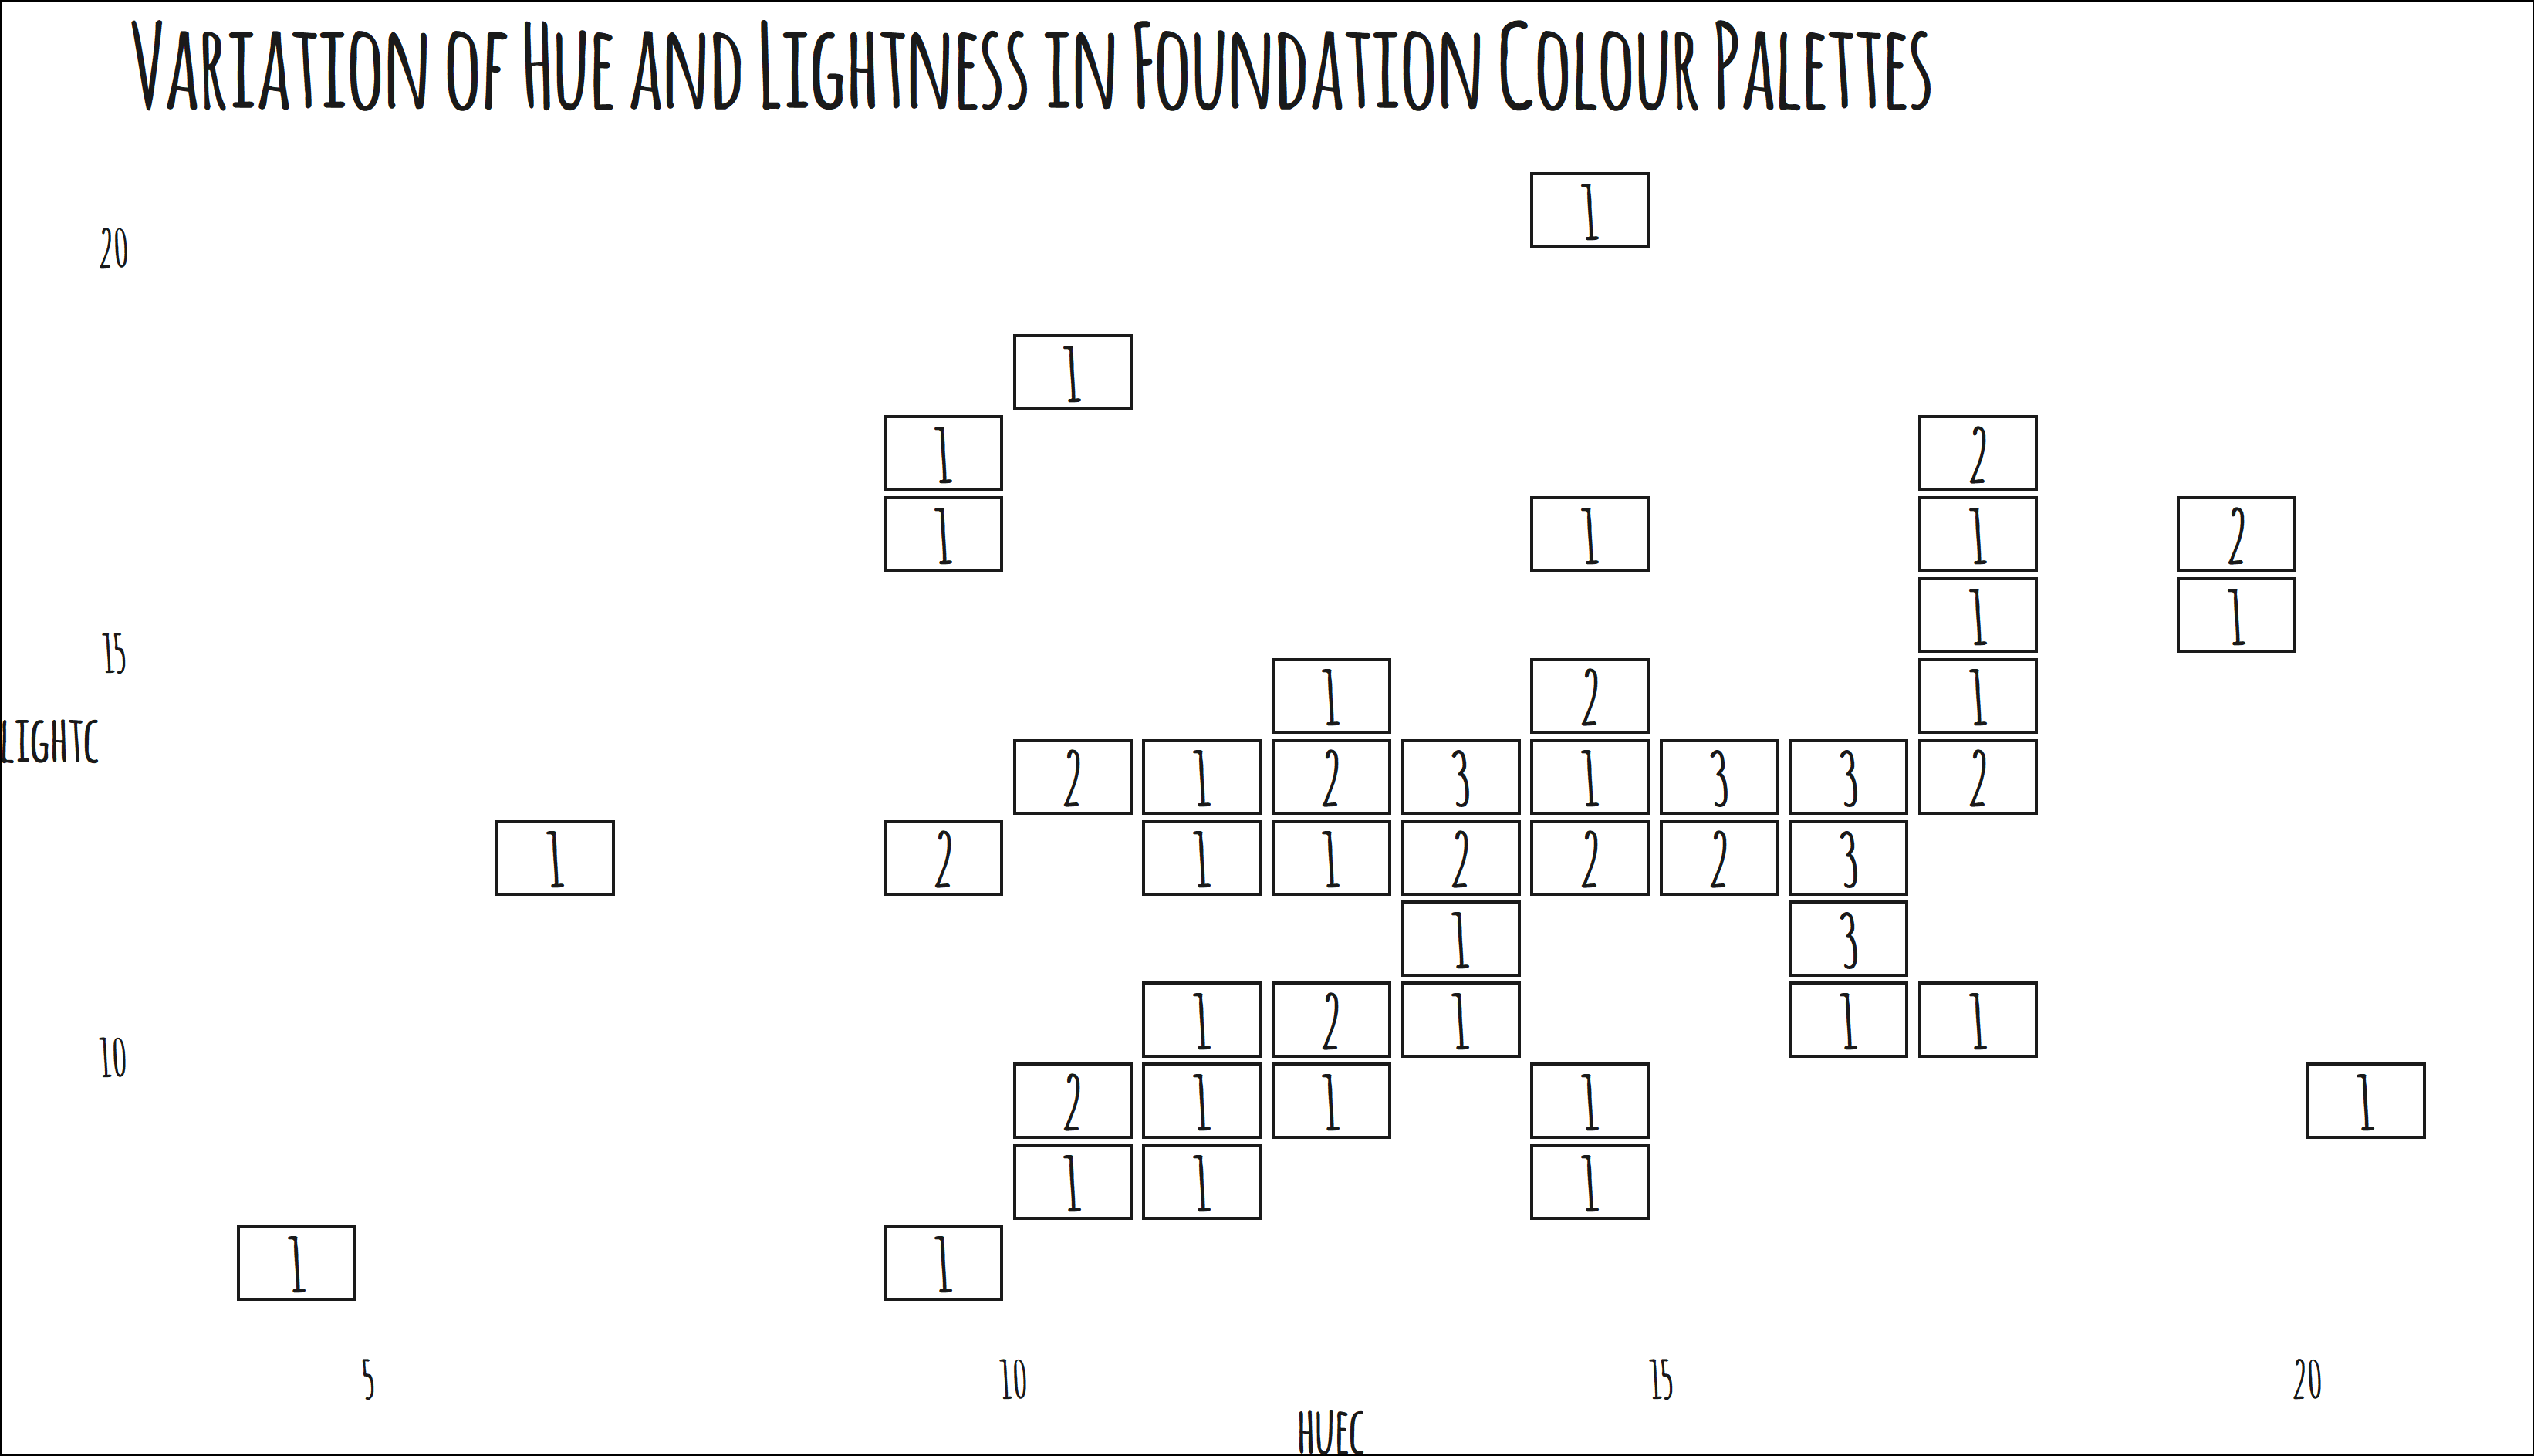 Variation of Hue and Lightness in Foundation Colour Palettes
1
20
1
1 2
1 1 1 2
1 1
15
1 2 1
lightc
2 1 2 3 1 3 3 2
1 2 1 1 2 2 2 3
1 3
1 2 1 1 1
10
2 1 1 1 1
1 1 1
1 1
5 10 15 20
huec